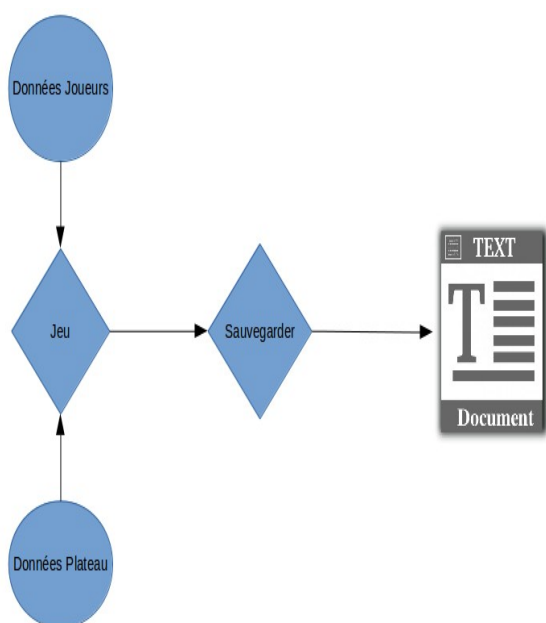 Données Joueurs
Jeu
Sauvegarder
TEXT
T
Document
Données Plateau